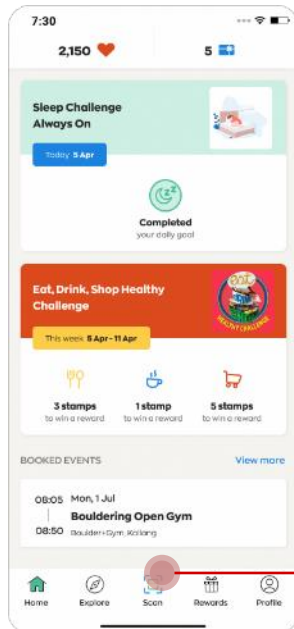 7:30
2,150
5
Sleep Challenge
Always On
Today 5 Apr
Completed
your daily goal
Eat, Drink, Shop Healthy
Challenge
HEALTHY CHALLENGE
This week 5 Apr - 11 Apr
3 stamps
1 stamp
5 stamps
to win a reward
to win a reward
to win a reward
BOOKED EVENTS
View more
08:05 Mon, 1 Jul
Bouldering Open Gym
08:50 Boulder+Gym, Kallang
Home
Explore
Scan
Rewards
Profile